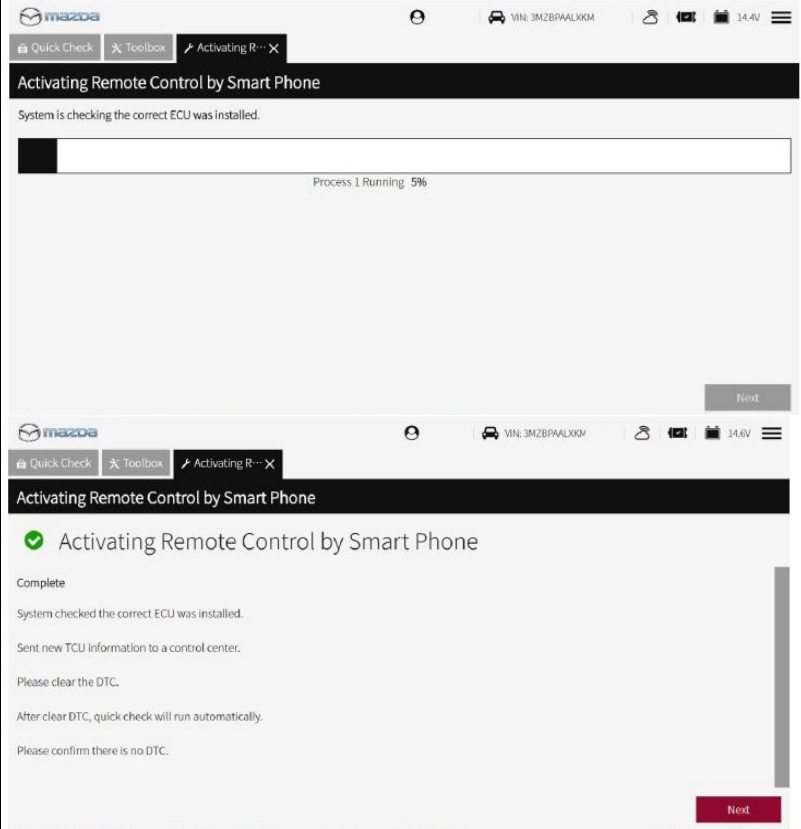 mazda
VIN: 3MZBPAALXKM
14.4V
Quick Check
Toolbox
Activating R···
Activating Remote Control by Smart Phone
System is checking the correct ECU was installed.
Process 1 Running 5%
Next
mazda
VIN: 3MZBPAALXKM
14.6V
Quick Check
Toolbox
Activating R···
Activating Remote Control by Smart Phone
Activating Remote Control by Smart Phone
Complete
System checked the correct ECU was installed.
Sent new TCU information to a control center.
Please clear the DTC.
After clear DTC, quick check will run automatically.
Please confirm there is no DTC.
Next